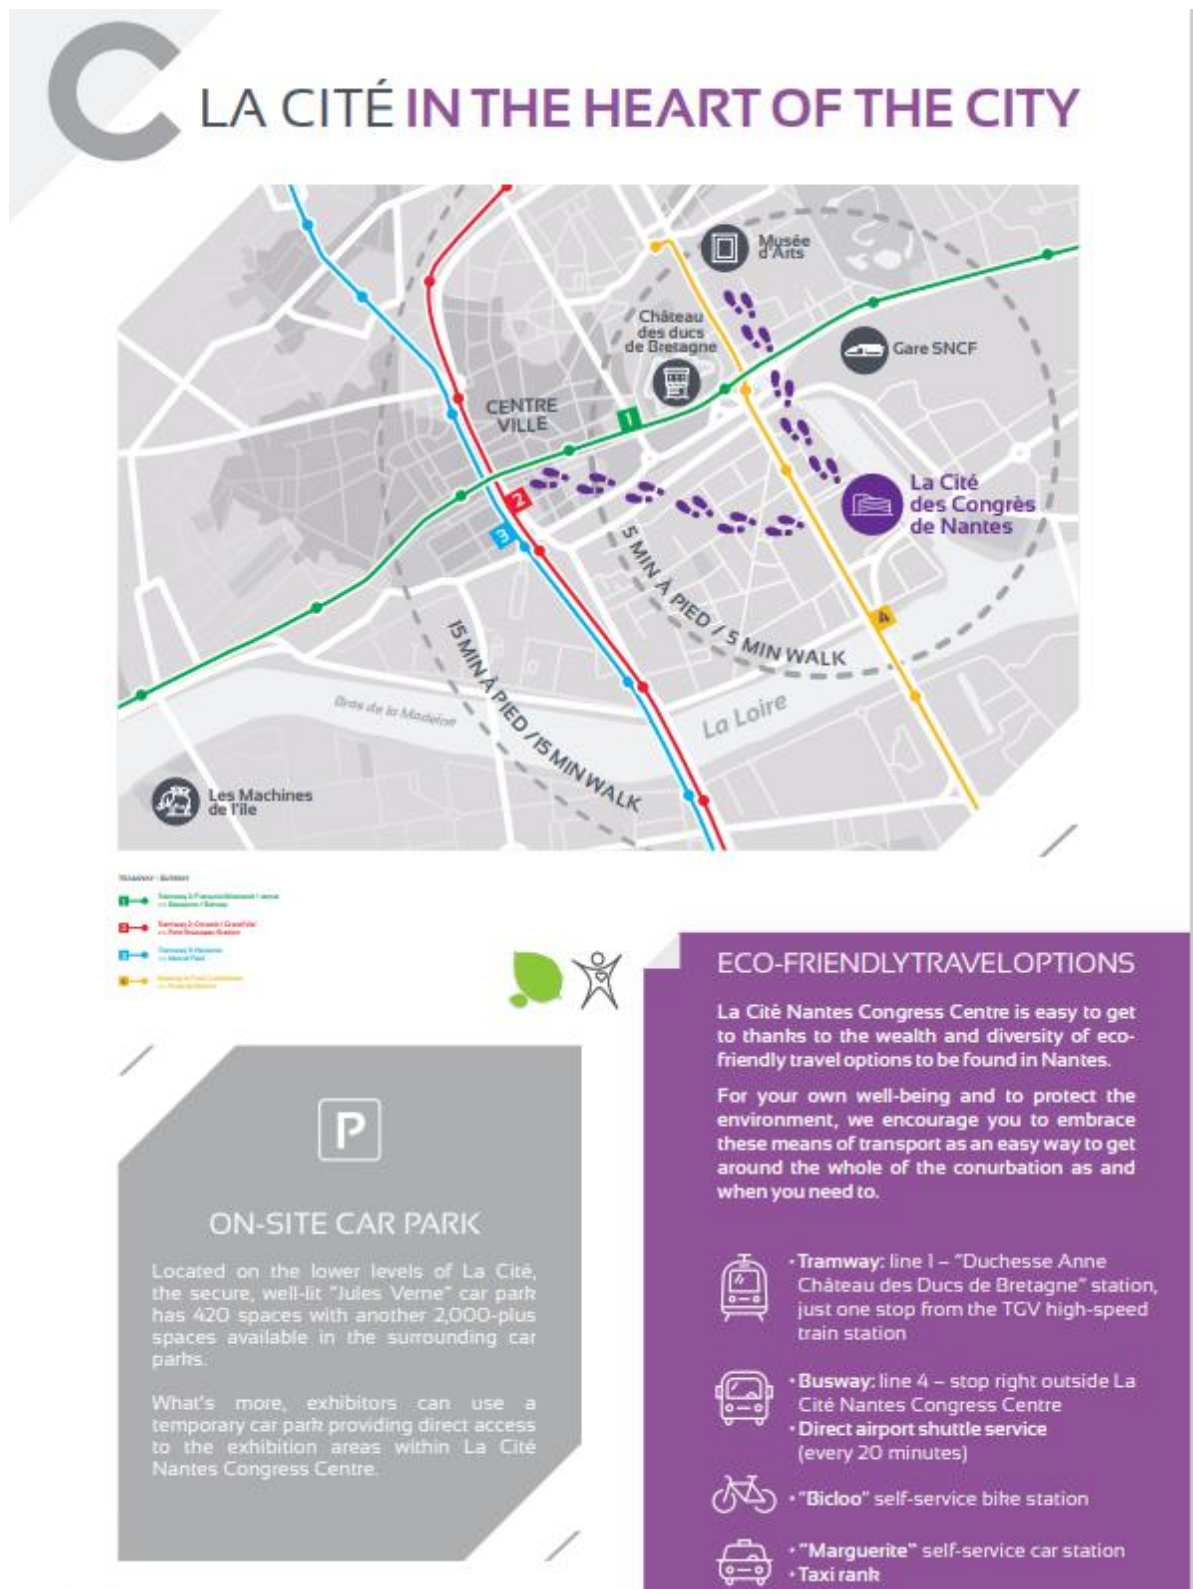 LA CITÉ IN THE HEART OF THE CITY
Musée
d'Arts
Château
des ducs
de Bretagne
Gare SNCF
CENTRE
VILLE
1
2
3
La Cité
des Congrès
de Nantes
4
5 MIN À PIED / 5 MIN WALK
15 MIN À PIED / 15 MIN WALK
La Loire
Bras de la Madeleine
Les Machines
de l'île
1
2
3
4
ECO-FRIENDLYTRAVELOPTIONS
La Cité Nantes Congress Centre is easy to get
to thanks to the wealth and diversity of eco-
friendly travel options to be found in Nantes.
For your own well-being and to protect the
environment, we encourage you to embrace
these means of transport as an easy way to get
around the whole of the conurbation as and
when you need to.
• Tramway: line 1 – "Duchesse Anne
Château des Ducs de Bretagne" station,
just one stop from the TGV high-speed
train station
• Busway: line 4 – stop right outside La
Cité Nantes Congress Centre
• Direct airport shuttle service
(every 20 minutes)
• "Bicloo" self-service bike station
• "Marguerite" self-service car station
• Taxi rank
P
ON-SITE CAR PARK
Located on the lower levels of La Cité,
the secure, well-lit "Jules Verne" car park
has 420 spaces with another 2,000-plus
spaces available in the surrounding car
parks.
What's more, exhibitors can use a
temporary car park providing direct access
to the exhibition areas within La Cité
Nantes Congress Centre.